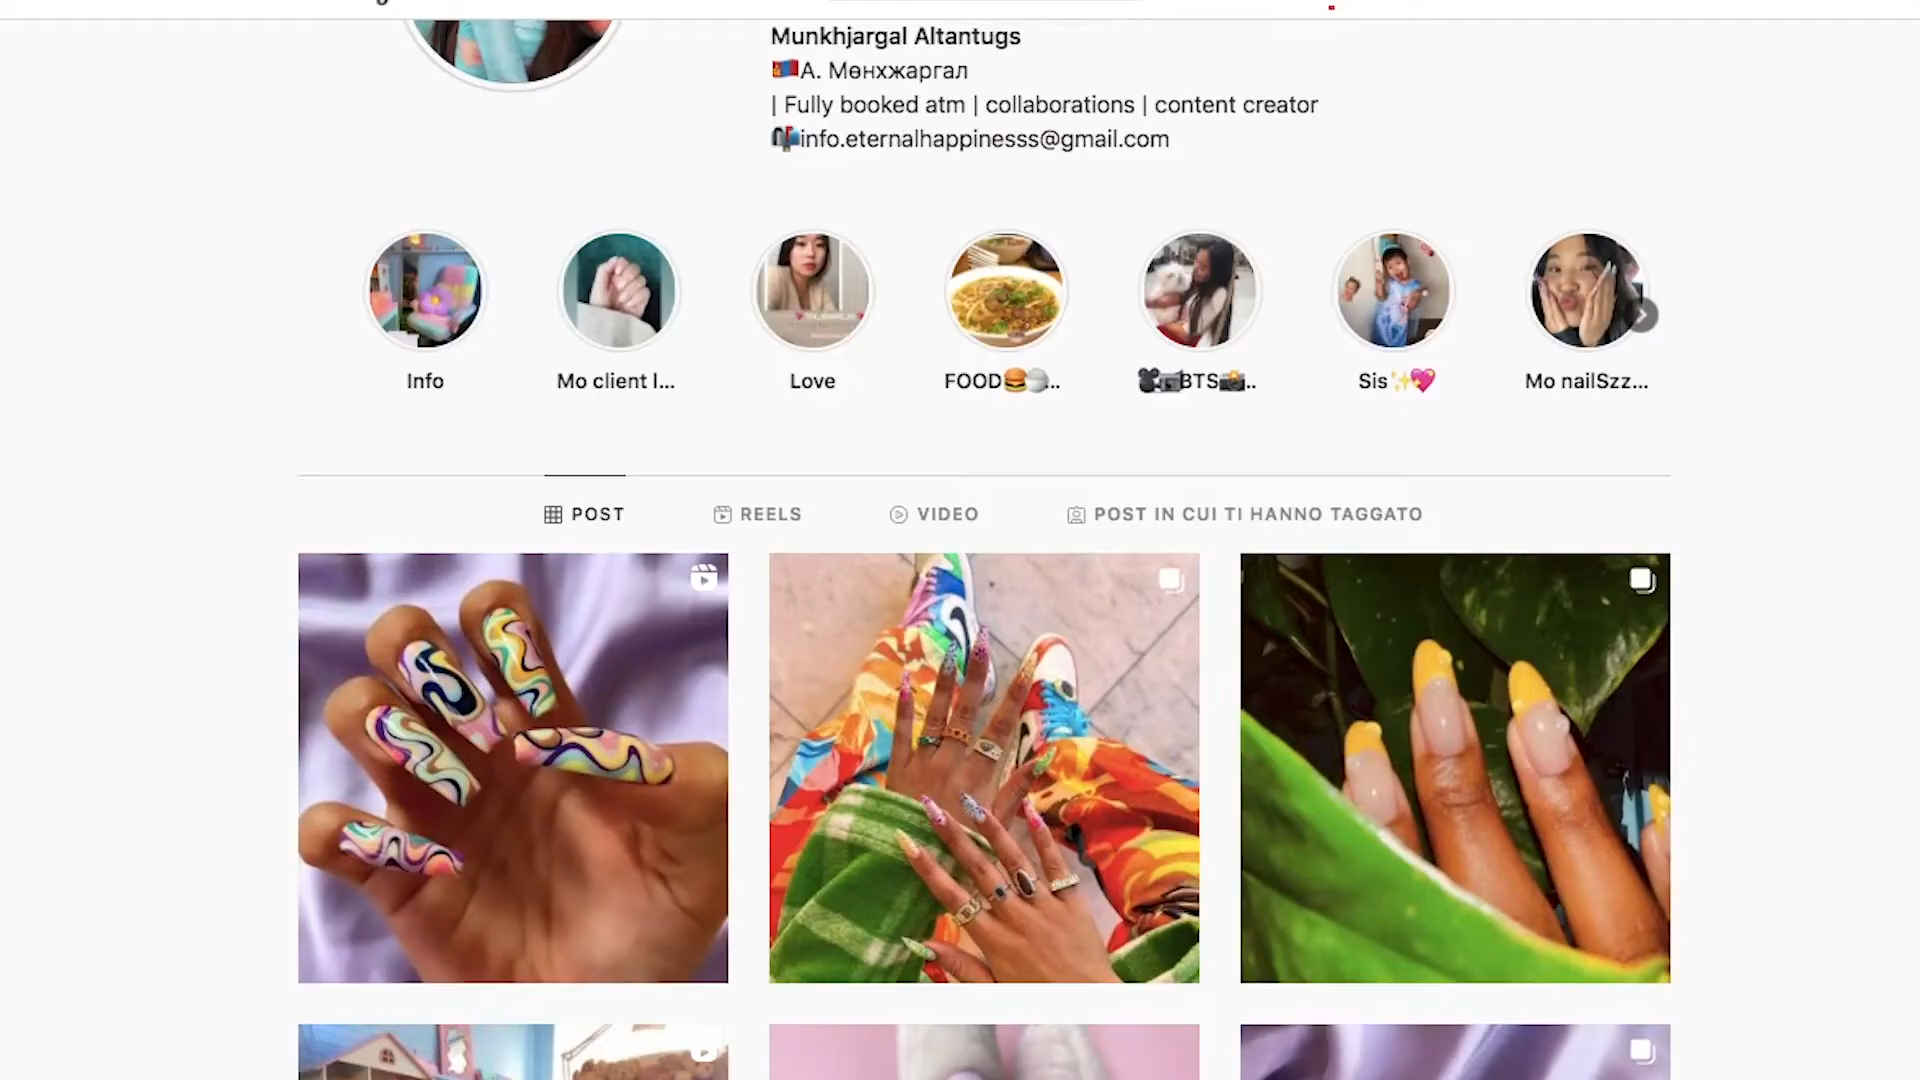 Munkhjargal Altantugs
🇲🇳А. Мөнхжаргал
| Fully booked atm | collaborations | content creator
📬info.eternalhappinesss@gmail.com
Info
Mo client l...
Love
FOOD🍔🍚...
🎥BTS📸..
Sis✨💖
Mo nailSzz...
POST
REELS
VIDEO
POST IN CUI TI HANNO TAGGATO